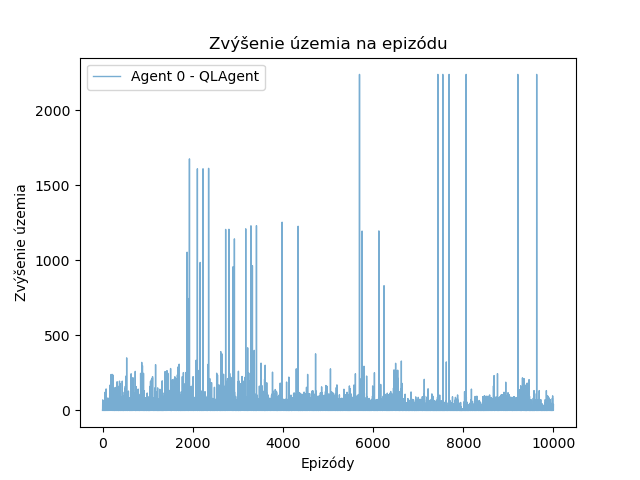 Zvýšenie územia na epizódu
Agent 0 - QLAgent
Zvýšenie územia
2000
1500
1000
500
0
0 2000 4000 6000 8000 10000
Epizódy